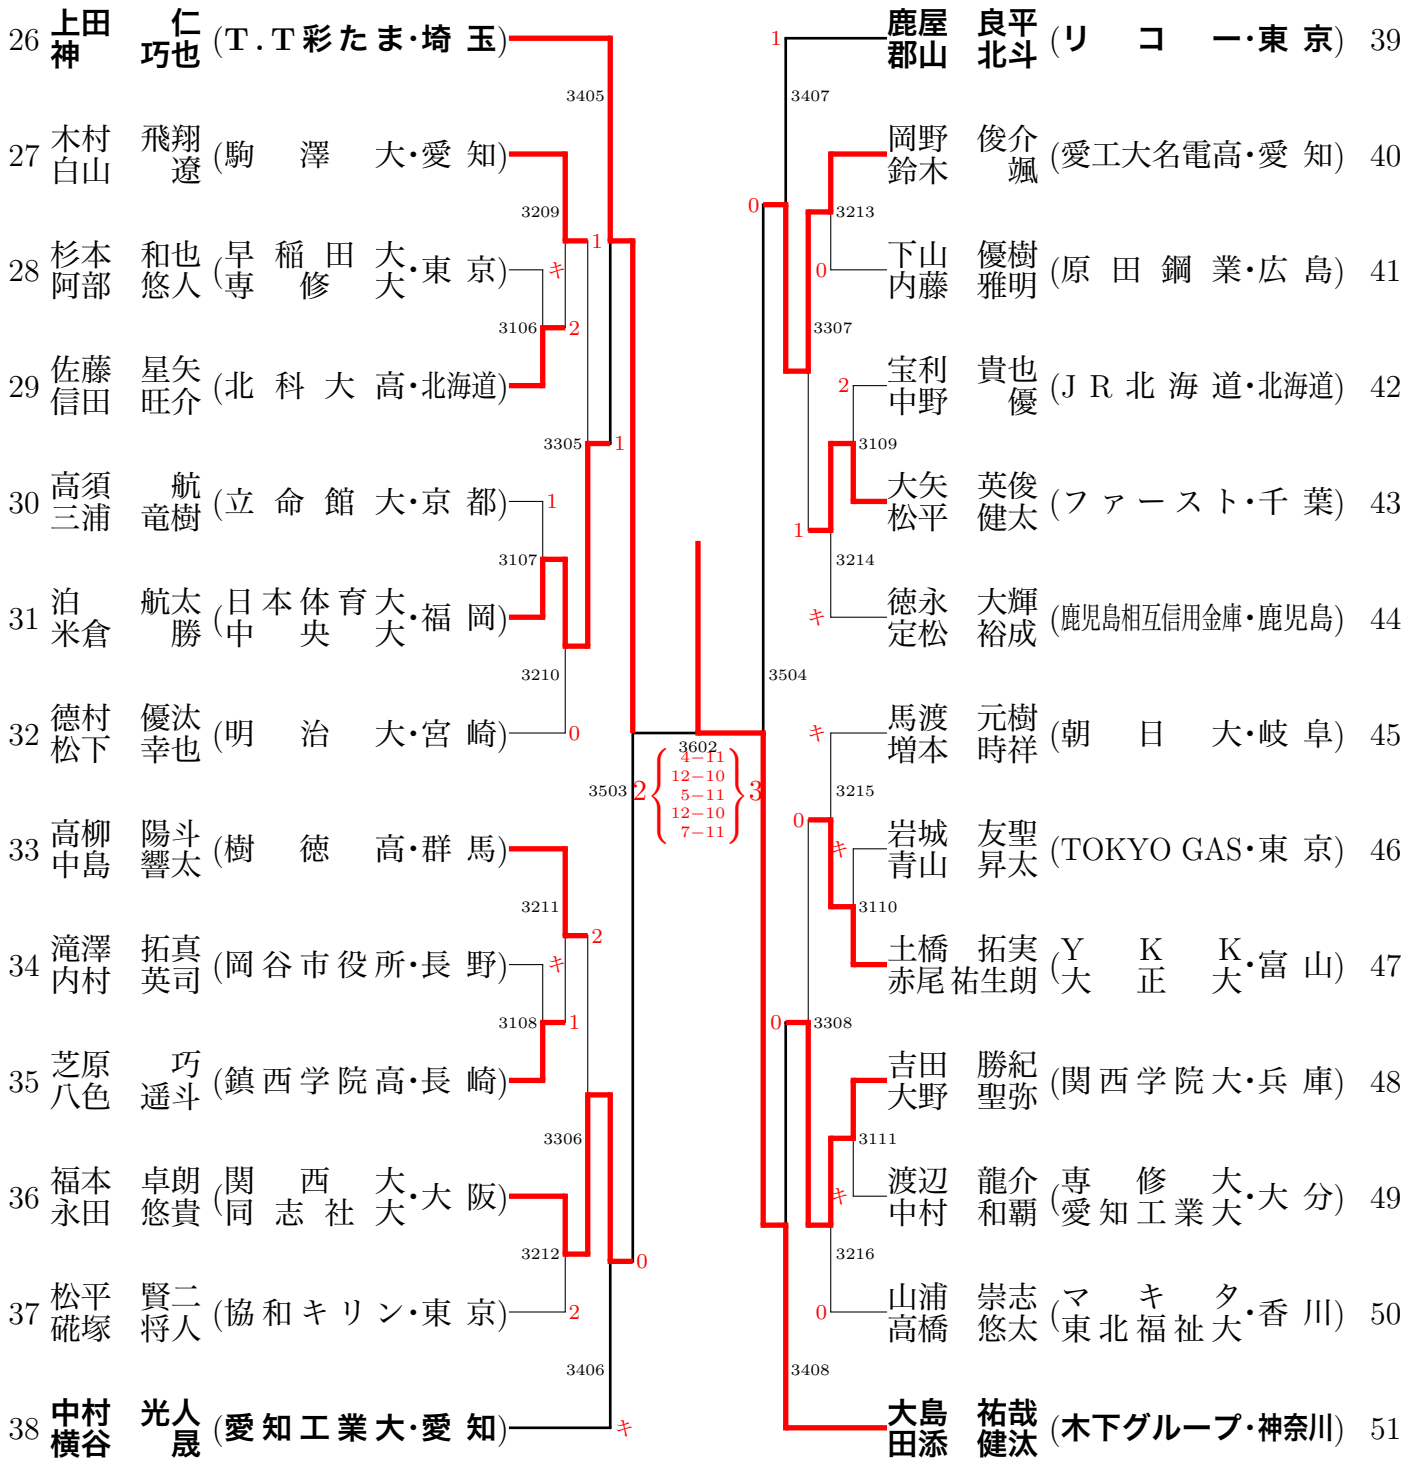 26 上田 仁 (T.T彩たま・埼玉)
神 巧也
27 木村 飛翔 (駒澤大・愛知)
白山 遼
28 杉本 和也 (早稲田大・東京)
阿部 悠人 専修大
29 佐藤 星矢 (北科大高・北海道)
信田 旺介
30 高須 航 (立命館大・京都)
三浦 竜樹
31 泊 航太 (日本体育大・福岡)
米倉 勝 中央大
32 德村 優汰 (明治大・宮崎)
松下 幸也
33 高柳 陽斗 (樹徳高・群馬)
中島 響太
34 滝澤 拓真 (岡谷市役所・長野)
内村 英司
35 芝原 巧 (鎮西学院高・長崎)
八色 遥斗
36 福本 卓朗 (関西大・大阪)
永田 悠貴 同志社大
37 松平 賢二 (協和キリン・東京)
硴塚 将人
38 中村 光人 (愛知工業大・愛知)
横谷 晟
3405
3209
1
キ
3106
2
3305
1
1
3107
3210
0
3503
3211
2
キ
3108
1
3306
3212
0
2
3406
キ
3602
4−11
12−10
2 5−11 3
12−10
7−11
1
3407
0
3213
0
3307
2
3109
1
3214
キ
3504
キ
3215
0
キ
3110
0
3308
3111
キ
3216
0
3408
鹿屋 良平 (リコー・東京) 39
郡山 北斗
岡野 俊介 (愛工大名電高・愛知) 40
鈴木 颯
下山 優樹 (原田鋼業・広島) 41
内藤 雅明
宝利 貴也 (JR北海道・北海道) 42
中野 優
大矢 英俊 (ファースト・千葉) 43
松平 健太
徳永 大輝 (鹿児島相互信用金庫・鹿児島) 44
定松 裕成
馬渡 元樹 (朝日大・岐阜) 45
増本 時祥
岩城 友聖 (TOKYO GAS・東京) 46
青山 昇太
土橋 拓実 (YKK・富山) 47
赤尾 祐生朗 大正大
吉田 勝紀 (関西学院大・兵庫) 48
大野 聖弥
渡辺 龍介 (専修大・大分) 49
中村 和覇 愛知工業大
山浦 崇志 (マキタ・香川) 50
高橋 悠太 東北福祉大
大島 祐哉 (木下グループ・神奈川) 51
田添 健汰